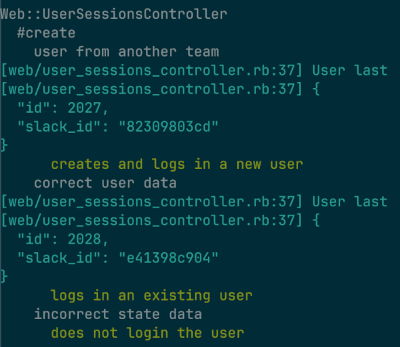 Web::UserSessionsController
  #create
    user from another team
[web/user_sessions_controller.rb:37] User last
[web/user_sessions_controller.rb:37] {
  "id": 2027,
  "slack_id": "82309803cd"
}
      creates and logs in a new user
    correct user data
[web/user_sessions_controller.rb:37] User last
[web/user_sessions_controller.rb:37] {
  "id": 2028,
  "slack_id": "e41398c904"
}
      logs in an existing user
    incorrect state data
      does not login the user